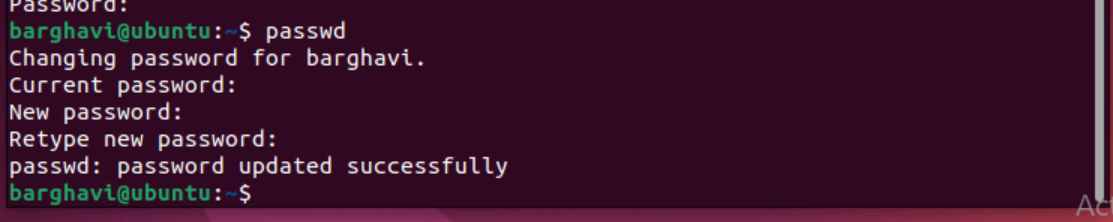 Password:
barghavi@ubuntu:~$ passwd
Changing password for barghavi.
Current password:
New password:
Retype new password:
passwd: password updated successfully
barghavi@ubuntu:~$